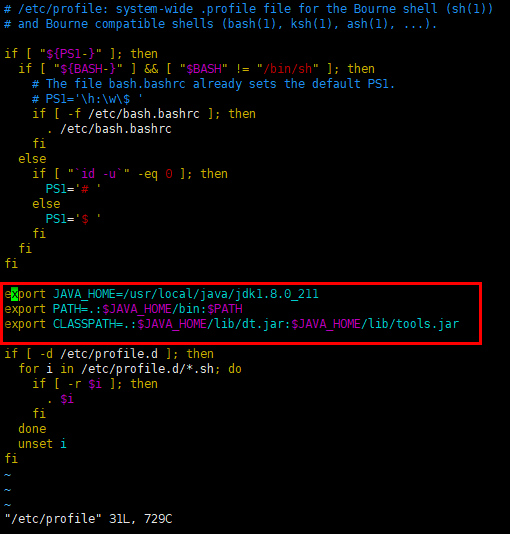 # /etc/profile: system-wide .profile file for the Bourne shell (sh(1))
# and Bourne compatible shells (bash(1), ksh(1), ash(1), ...).
if [ "${PS1-}" ]; then
  if [ "${BASH-}" ] && [ "$BASH" != "/bin/sh" ]; then
    # The file bash.bashrc already sets the default PS1.
    # PS1='\h:\w\$ '
    if [ -f /etc/bash.bashrc ]; then
      . /etc/bash.bashrc
    fi
  else
    if [ "`id -u`" -eq 0 ]; then
      PS1='# '
    else
      PS1='$ '
    fi
  fi
fi
export JAVA_HOME=/usr/local/java/jdk1.8.0_211
export PATH=.:$JAVA_HOME/bin:$PATH
export CLASSPATH=.:$JAVA_HOME/lib/dt.jar:$JAVA_HOME/lib/tools.jar
if [ -d /etc/profile.d ]; then
  for i in /etc/profile.d/*.sh; do
    if [ -r $i ]; then
      . $i
    fi
  done
  unset i
fi
~
~
~
"/etc/profile" 31L, 729C